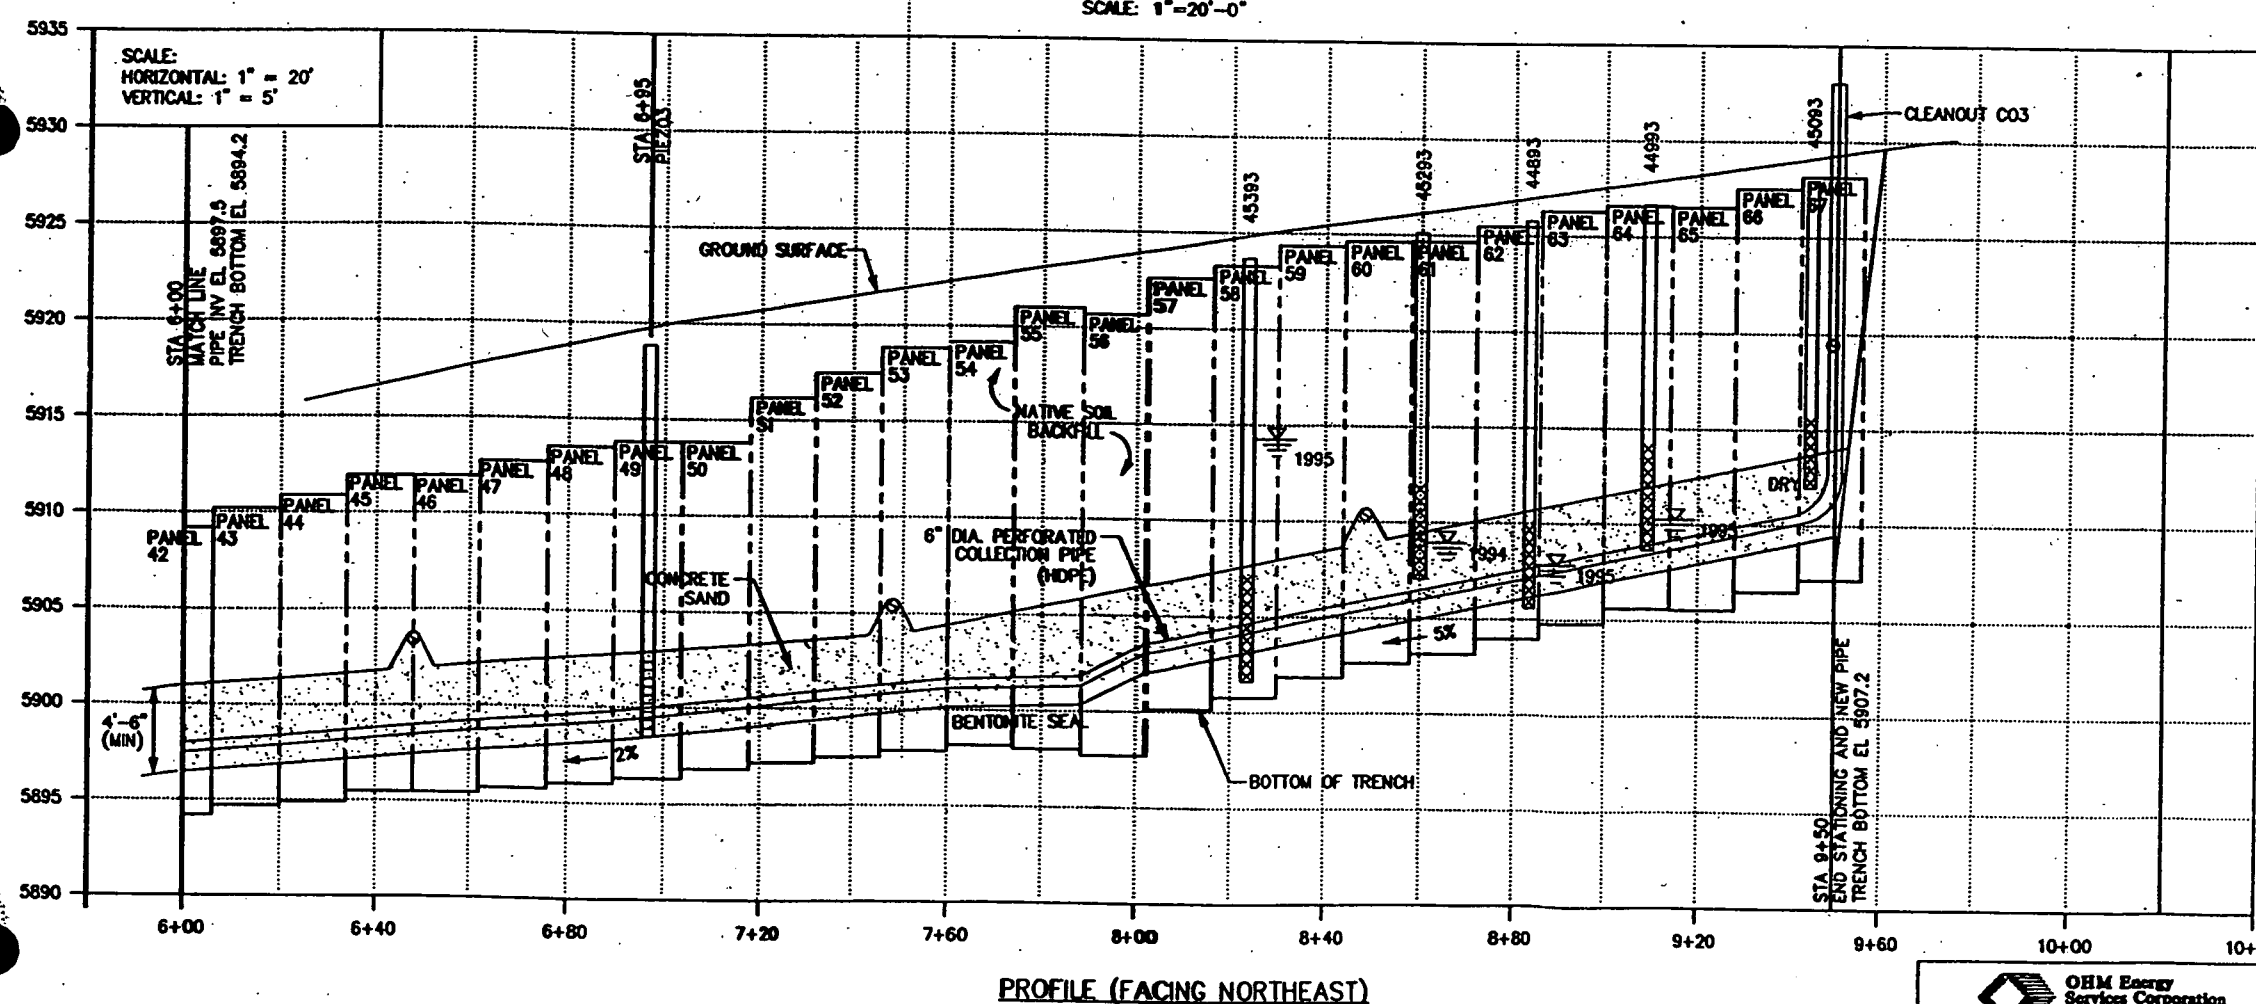 SCALE: 1"=20'-0"
5935
5930
5925
5920
5915
5910
5905
5900
5895
5890
SCALE:
HORIZONTAL: 1" = 20'
VERTICAL: 1" = 5'
STA 6+00
MATCH LINE
PIPE INV EL 5897.5
TRENCH BOTTOM EL 5894.2
STA 6+95
PIEZ03
GROUND SURFACE
45393
45293
44893
44993
45093
CLEANOUT CO3
PANEL
42
PANEL
43
PANEL
44
PANEL
45
PANEL
46
PANEL
47
PANEL
48
PANEL
49
PANEL
50
PANEL
51
PANEL
52
PANEL
53
PANEL
54
PANEL
55
PANEL
56
PANEL
57
PANEL
58
PANEL
59
PANEL
60
PANEL
61
PANEL
62
PANEL
63
PANEL
64
PANEL
65
PANEL
66
PANEL
NATIVE SOIL
BACKFILL
1995
DRY
6" DIA. PERFORATED
COLLECTION PIPE
(HDPE)
1994
1995
1995
CONCRETE
SAND
5%
4'-6"
(MIN)
2%
BENTONITE SEAL
BOTTOM OF TRENCH
STA 9+50
END STATIONING AND NEW PIPE
TRENCH BOTTOM EL 5907.2
6+00
6+40
6+80
7+20
7+60
8+00
8+40
8+80
9+20
9+60
10+00
10+
PROFILE (FACING NORTHEAST)
OHM Energy
Services Corporation